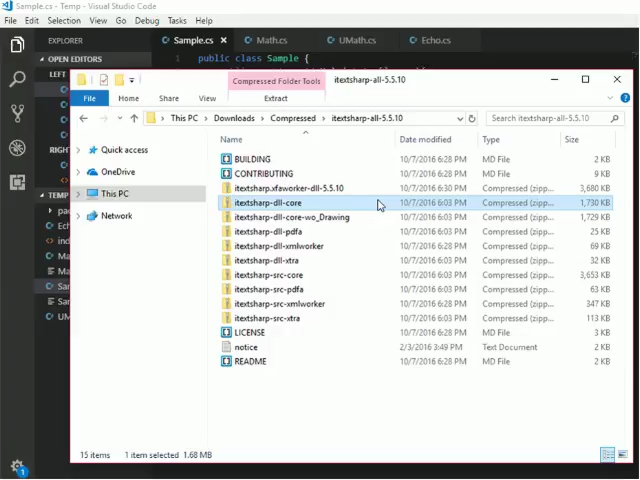 Sample.cs - Temp - Visual Studio Code
File Edit Selection View Go Debug Tasks Help
EXPLORER
Sample.cs Math.cs UMath.cs Echo.cs
OPEN EDITORS
public class Sample {
LEFT
itextsharp-all-5.5.10
Compressed Folder Tools
File Home Share View Extract
This PC Downloads Compressed itextsharp-all-5.5.10
Search itextsharp-all-5.5.10
Name Date modified Type Size
Quick access
OneDrive
This PC
Network
BUILDING 10/7/2016 6:28 PM MD File 2 KB
CONTRIBUTING 10/7/2016 6:28 PM MD File 9 KB
itextsharp.xfaworker-dll-5.5.10 10/7/2016 6:30 PM Compressed (zipp... 3,680 KB
itextsharp-dll-core 10/7/2016 6:03 PM Compressed (zipp... 1,730 KB
itextsharp-dll-core-wo_Drawing 10/7/2016 6:03 PM Compressed (zipp... 1,729 KB
itextsharp-dll-pdfa 10/7/2016 6:03 PM Compressed (zipp... 25 KB
itextsharp-dll-xmlworker 10/7/2016 6:03 PM Compressed (zipp... 69 KB
itextsharp-dll-xtra 10/7/2016 6:03 PM Compressed (zipp... 32 KB
itextsharp-src-core 10/7/2016 6:03 PM Compressed (zipp... 3,653 KB
itextsharp-src-pdfa 10/7/2016 6:03 PM Compressed (zipp... 63 KB
itextsharp-src-xmlworker 10/7/2016 6:03 PM Compressed (zipp... 347 KB
itextsharp-src-xtra 10/7/2016 6:03 PM Compressed (zipp... 113 KB
LICENSE 10/7/2016 6:28 PM MD File 3 KB
notice 2/3/2016 3:49 PM Text Document 2 KB
README 10/7/2016 6:28 PM MD File 2 KB
RIGHT
TEMP
pac
Ech
ind
Ma
Ma
Sar
Sar
UM
15 items 1 item selected 1.68 MB
1